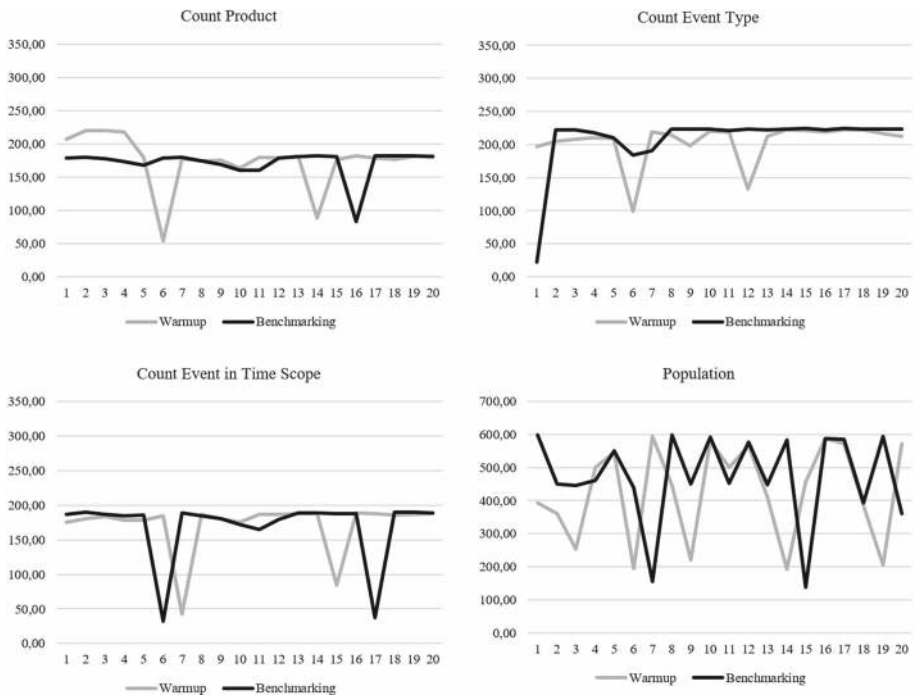 Count Product
350,00
300,00
250,00
200,00
150,00
100,00
50,00
0,00
1 2 3 4 5 6 7 8 9 10 11 12 13 14 15 16 17 18 19 20
Warmup Benchmarking
Count Event Type
350,00
300,00
250,00
200,00
150,00
100,00
50,00
0,00
1 2 3 4 5 6 7 8 9 10 11 12 13 14 15 16 17 18 19 20
Warmup Benchmarking
Count Event in Time Scope
350,00
300,00
250,00
200,00
150,00
100,00
50,00
0,00
1 2 3 4 5 6 7 8 9 10 11 12 13 14 15 16 17 18 19 20
Warmup Benchmarking
Population
700,00
600,00
500,00
400,00
300,00
200,00
100,00
0,00
1 2 3 4 5 6 7 8 9 10 11 12 13 14 15 16 17 18 19 20
Warmup Benchmarking